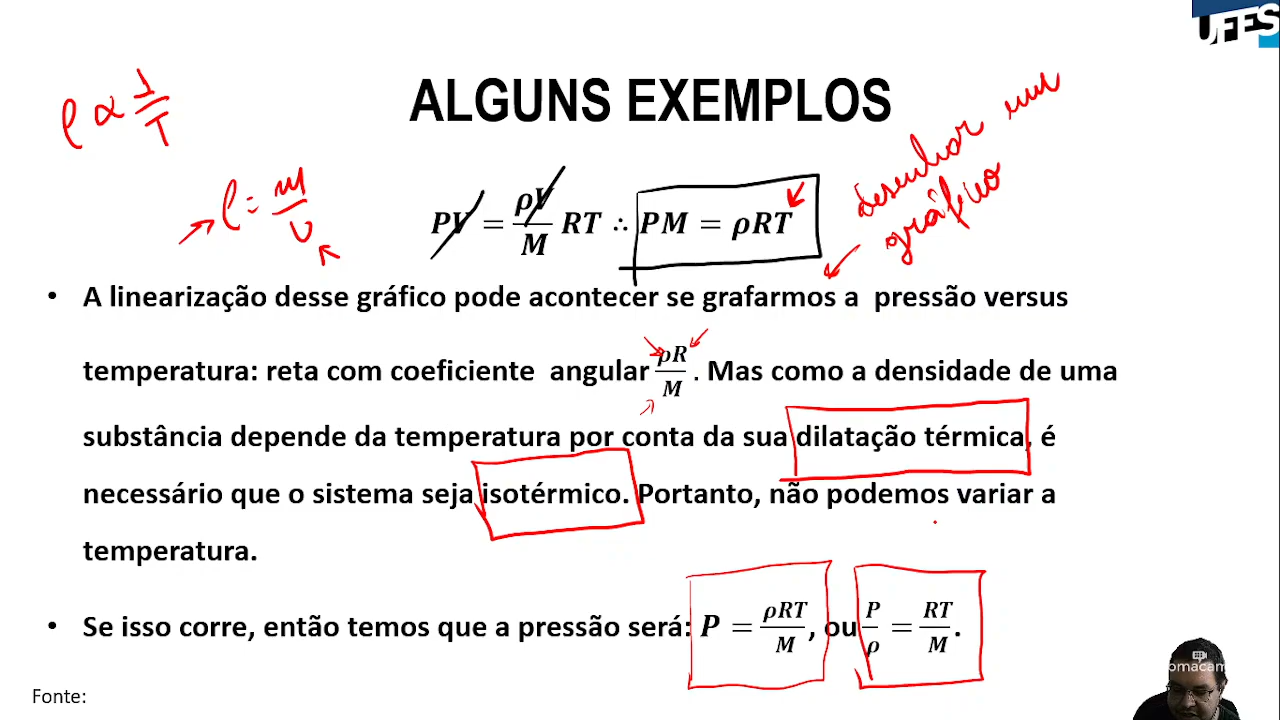 UFES
ALGUNS EXEMPLOS
ρ ∝ 1/T
ρ = M/V
desenhar um
gráfico
PV = ρV/M RT ∴ PM = ρRT
• A linearização desse gráfico pode acontecer se grafarmos a pressão versus
temperatura: reta com coeficiente angular ρR/M. Mas como a densidade de uma
substância depende da temperatura por conta da sua dilatação térmica, é
necessário que o sistema seja isotérmico. Portanto, não podemos variar a
temperatura.
• Se isso corre, então temos que a pressão será: P = ρRT/M, ou P/ρ = RT/M.
Fonte: